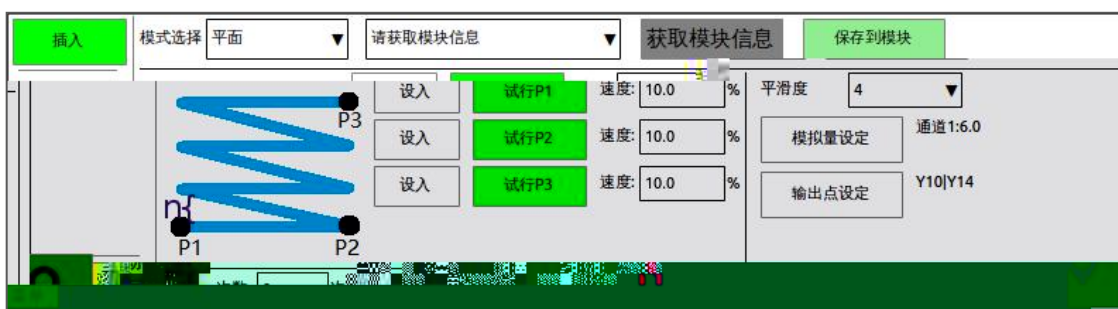 插入 模式选择 平面 ▼ 请获取模块信息 ▼ 获取模块信息 保存到模块
设入 试行P1 速度: 10.0 % 平滑度 4 ▼
P3
设入 试行P2 速度: 10.0 % 模拟量设定 通道1:6.0
设入 试行P3 速度: 10.0 % 输出点设定 Y10|Y14
n{
P1 P2